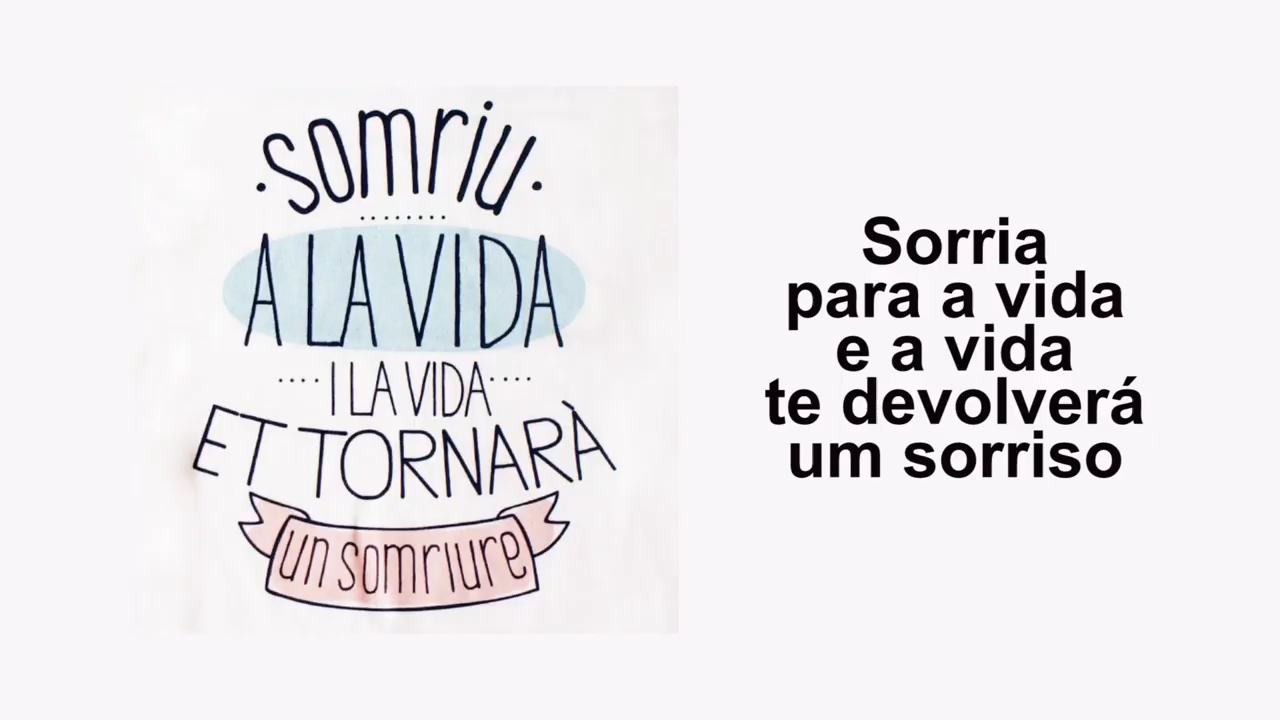 ·somriu·
A LA VIDA
I LA VIDA
ET TORNARÀ
un somriure
Sorria
para a vida
e a vida
te devolverá
um sorriso